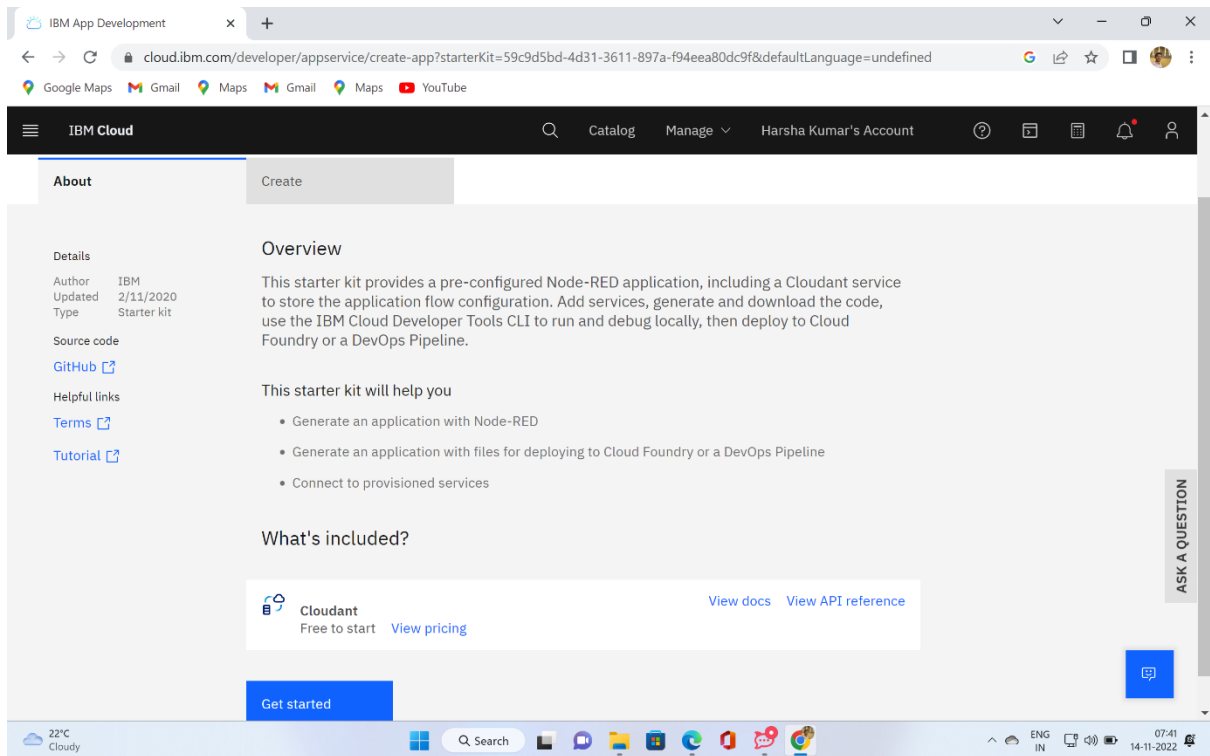 IBM App Development
cloud.ibm.com/developer/appservice/create-app?starterKit=59c9d5bd-4d31-3611-897a-f94eea80dc9f&defaultLanguage=undefined
Google Maps Gmail Maps Gmail Maps YouTube
IBM Cloud Catalog Manage Harsha Kumar's Account
About Create
Details
Author IBM
Updated 2/11/2020
Type Starter kit
Source code
GitHub
Helpful links
Terms
Tutorial
Overview
This starter kit provides a pre-configured Node-RED application, including a Cloudant service
to store the application flow configuration. Add services, generate and download the code,
use the IBM Cloud Developer Tools CLI to run and debug locally, then deploy to Cloud
Foundry or a DevOps Pipeline.
This starter kit will help you
• Generate an application with Node-RED
• Generate an application with files for deploying to Cloud Foundry or a DevOps Pipeline
• Connect to provisioned services
What's included?
Cloudant View docs View API reference
Free to start View pricing
Get started
ASK A QUESTION
22°C
Cloudy
Search
ENG
IN
07:41
14-11-2022